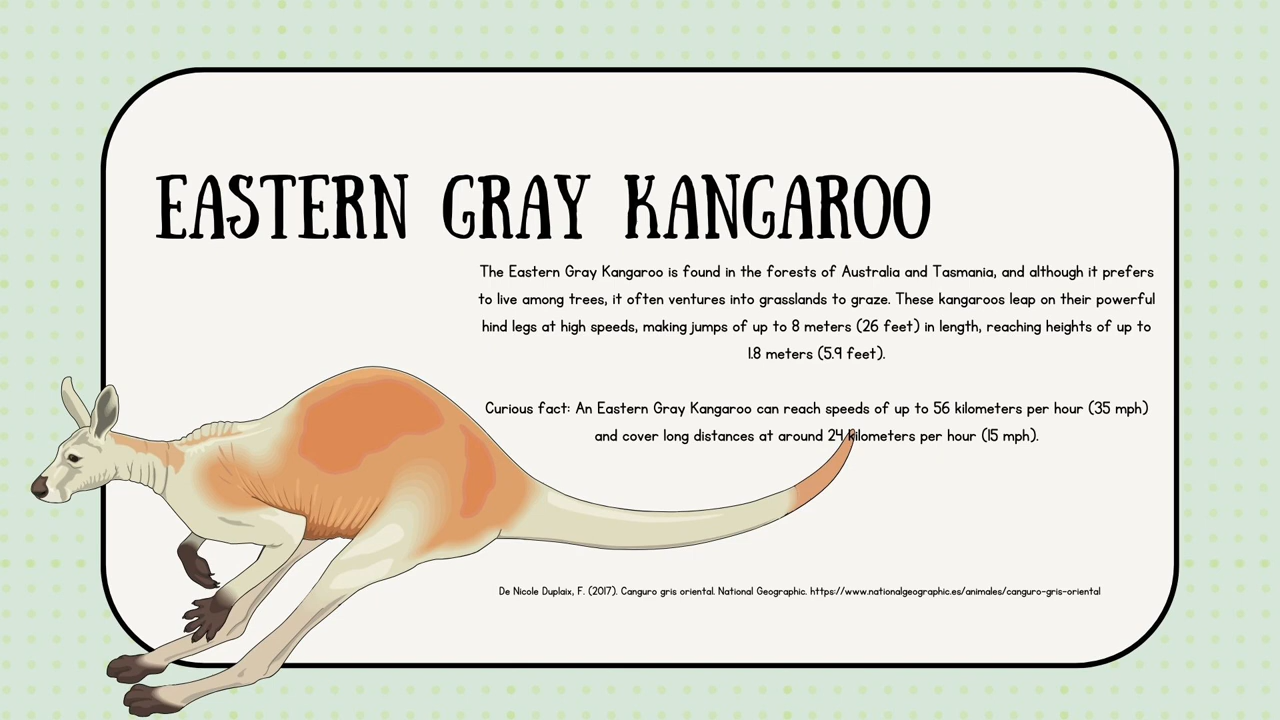 EASTERN GRAY KANGAROO
The Eastern Gray Kangaroo is found in the forests of Australia and Tasmania, and although it prefers
to live among trees, it often ventures into grasslands to graze. These kangaroos leap on their powerful
hind legs at high speeds, making jumps of up to 8 meters (26 feet) in length, reaching heights of up to
1.8 meters (5.9 feet).
Curious fact: An Eastern Gray Kangaroo can reach speeds of up to 56 kilometers per hour (35 mph)
and cover long distances at around 24 kilometers per hour (15 mph).
De Nicole Duplaix, F. (2017). Canguro gris oriental. National Geographic. https://www.nationalgeographic.es/animales/canguro-gris-oriental